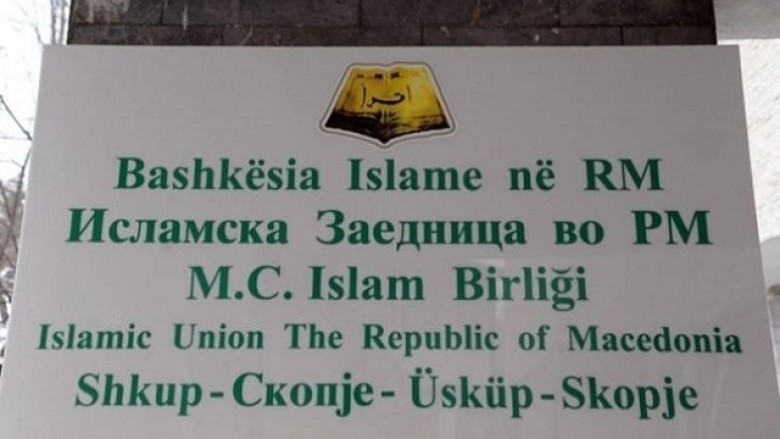 اقرأ
Bashkësia Islame në RM
Исламска Заедница во РМ
M.C. Islam Birliği
Islamic Union The Republic of Macedonia
Shkup - Скопје - Üsküp - Skopje